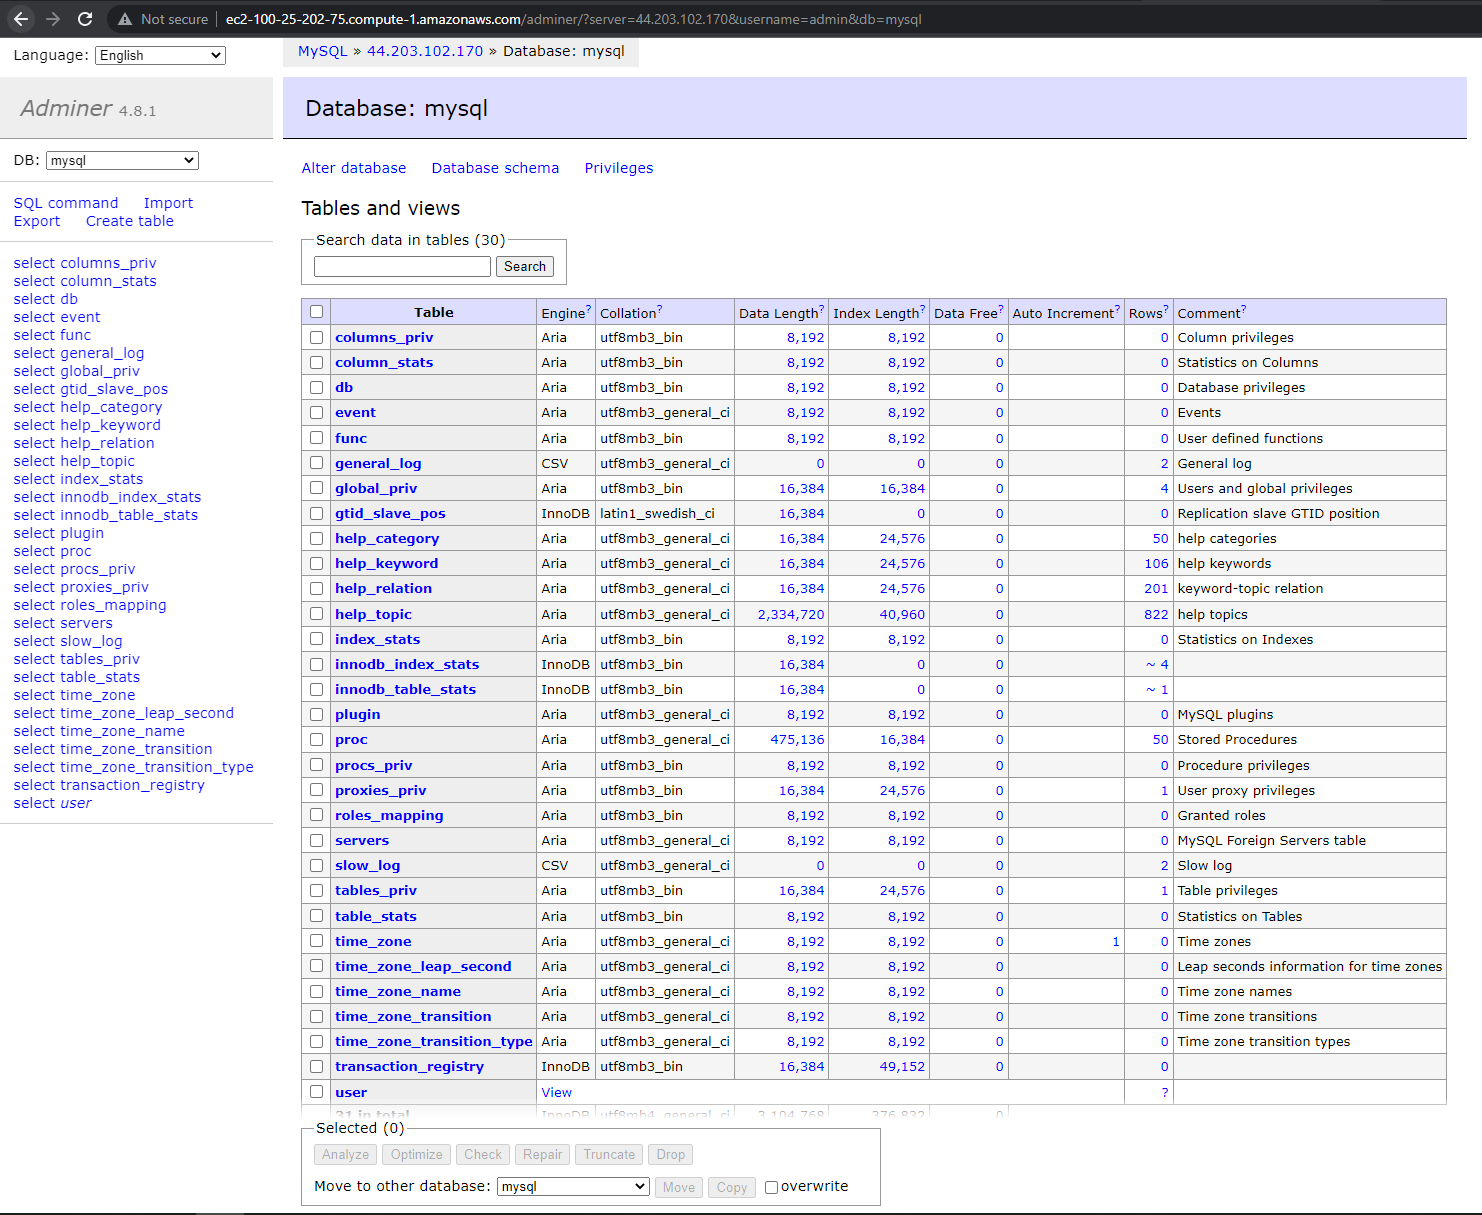 Not secure | ec2-100-25-202-75.compute-1.amazonaws.com/adminer/?server=44.203.102.170&username=admin&db=mysql
Language: English
MySQL » 44.203.102.170 » Database: mysql
Adminer 4.8.1
Database: mysql
DB: mysql
Alter database Database schema Privileges
SQL command Import
Export Create table
select columns_priv
select column_stats
select db
select event
select func
select general_log
select global_priv
select gtid_slave_pos
select help_category
select help_keyword
select help_relation
select help_topic
select index_stats
select innodb_index_stats
select innodb_table_stats
select plugin
select proc
select procs_priv
select proxies_priv
select roles_mapping
select servers
select slow_log
select tables_priv
select table_stats
select time_zone
select time_zone_leap_second
select time_zone_name
select time_zone_transition
select time_zone_transition_type
select transaction_registry
select user
Tables and views
Search data in tables (30)
Search
Table Engine? Collation? Data Length? Index Length? Data Free? Auto Increment? Rows? Comment?
columns_priv Aria utf8mb3_bin 8,192 8,192 0 0 Column privileges
column_stats Aria utf8mb3_bin 8,192 8,192 0 0 Statistics on Columns
db Aria utf8mb3_bin 8,192 8,192 0 0 Database privileges
event Aria utf8mb3_general_ci 8,192 8,192 0 0 Events
func Aria utf8mb3_bin 8,192 8,192 0 0 User defined functions
general_log CSV utf8mb3_general_ci 0 0 0 2 General log
global_priv Aria utf8mb3_bin 16,384 16,384 0 4 Users and global privileges
gtid_slave_pos InnoDB latin1_swedish_ci 16,384 0 0 0 Replication slave GTID position
help_category Aria utf8mb3_general_ci 16,384 24,576 0 50 help categories
help_keyword Aria utf8mb3_general_ci 16,384 24,576 0 106 help keywords
help_relation Aria utf8mb3_general_ci 16,384 24,576 0 201 keyword-topic relation
help_topic Aria utf8mb3_general_ci 2,334,720 40,960 0 822 help topics
index_stats Aria utf8mb3_bin 8,192 8,192 0 0 Statistics on Indexes
innodb_index_stats InnoDB utf8mb3_bin 16,384 0 0 ~ 4
innodb_table_stats InnoDB utf8mb3_bin 16,384 0 0 ~ 1
plugin Aria utf8mb3_general_ci 8,192 8,192 0 0 MySQL plugins
proc Aria utf8mb3_general_ci 475,136 16,384 0 50 Stored Procedures
procs_priv Aria utf8mb3_bin 8,192 8,192 0 0 Procedure privileges
proxies_priv Aria utf8mb3_bin 16,384 24,576 0 1 User proxy privileges
roles_mapping Aria utf8mb3_bin 8,192 8,192 0 0 Granted roles
servers Aria utf8mb3_general_ci 8,192 8,192 0 0 MySQL Foreign Servers table
slow_log CSV utf8mb3_general_ci 0 0 0 2 Slow log
tables_priv Aria utf8mb3_bin 16,384 24,576 0 1 Table privileges
table_stats Aria utf8mb3_bin 8,192 8,192 0 0 Statistics on Tables
time_zone Aria utf8mb3_general_ci 8,192 8,192 0 1 0 Time zones
time_zone_leap_second Aria utf8mb3_general_ci 8,192 8,192 0 0 Leap seconds information for time zones
time_zone_name Aria utf8mb3_general_ci 8,192 8,192 0 0 Time zone names
time_zone_transition Aria utf8mb3_general_ci 8,192 8,192 0 0 Time zone transitions
time_zone_transition_type Aria utf8mb3_general_ci 8,192 8,192 0 0 Time zone transition types
transaction_registry InnoDB utf8mb3_bin 16,384 49,152 0 0
user View ?
31 in total InnoDB utf8mb4_general_ci 3,104,768 376,832 0
Selected (0)
Analyze Optimize Check Repair Truncate Drop
Move to other database: mysql Move Copy overwrite